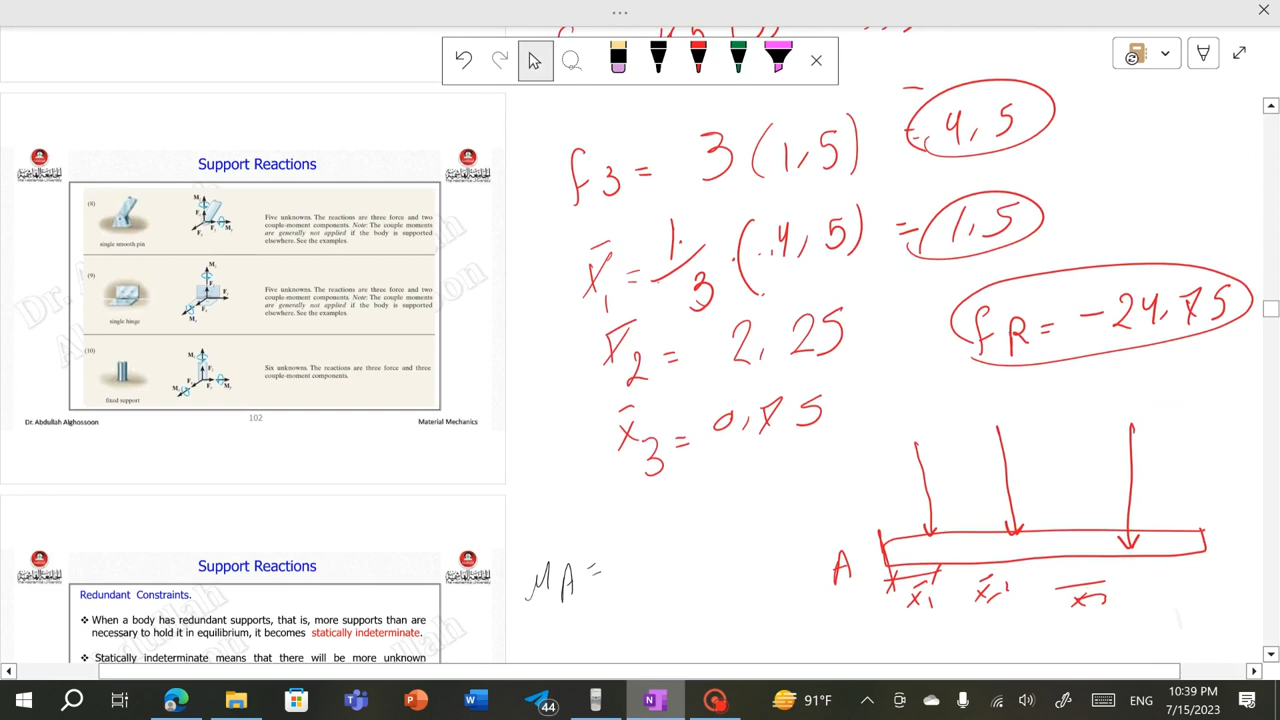 Support Reactions
(8)
single smooth pin
Five unknowns. The reactions are three force and two
couple-moment components. Note: The couple moments
are generally not applied if the body is supported
elsewhere. See the examples.
(9)
single hinge
Five unknowns. The reactions are three force and two
couple-moment components. Note: The couple moments
are generally not applied if the body is supported
elsewhere. See the examples.
(10)
fixed support
Six unknowns. The reactions are three force and three
couple-moment components.
Dr. Abdullah Alghossoon
102
Material Mechanics
Support Reactions
Redundant Constraints.
❖ When a body has redundant supports, that is, more supports than are
necessary to hold it in equilibrium, it becomes statically indeterminate.
❖ Statically indeterminate means that there will be more unknown
f3 = 3(1,5) = 4,5
x̄1 = 1/3 · (4,5) = 1,5
x̄2 = 2,25
fR = -24,75
x̄3 = 0,75
MA =
A
x̄1
44
91°F
ENG
10:39 PM
7/15/2023